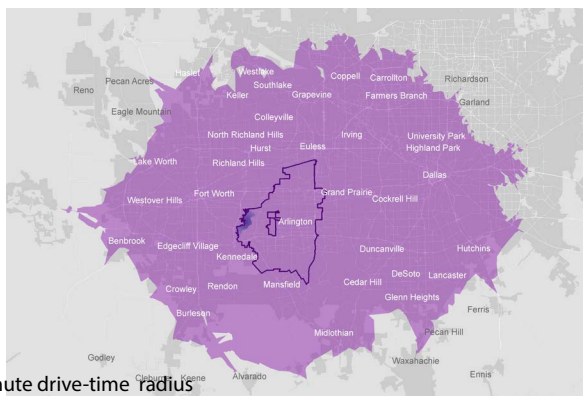 Haslet
Westlake
Coppell
Carrollton
Richardson
Pecan Acres
Southlake
Reno
Keller
Grapevine
Farmers Branch
Garland
Eagle Mountain
Colleyville
North Richland Hills
Irving
University Park
Hurst
Euless
Highland Park
Lake Worth
Richland Hills
Dallas
Fort Worth
Grand Prairie
Westover Hills
Cockrell Hill
Arlington
Benbrook
Edgecliff Village
Duncanville
Hutchins
Kennedale
DeSoto
Lancaster
Crowley
Rendon
Mansfield
Cedar Hill
Glenn Heights
Burleson
Ferris
Midlothian
Pecan Hill
Godley
Waxahachie
Keene
Alvarado
Ennis
drive-time radius